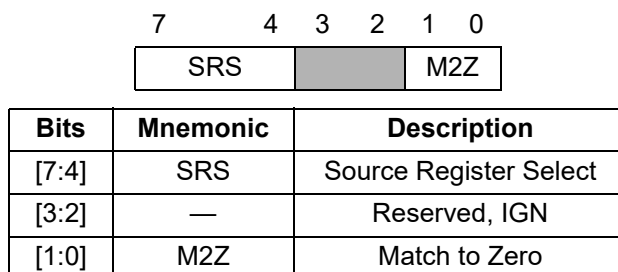 7 4 3 2 1 0
SRS M2Z
Bits Mnemonic Description
[7:4] SRS Source Register Select
[3:2] — Reserved, IGN
[1:0] M2Z Match to Zero